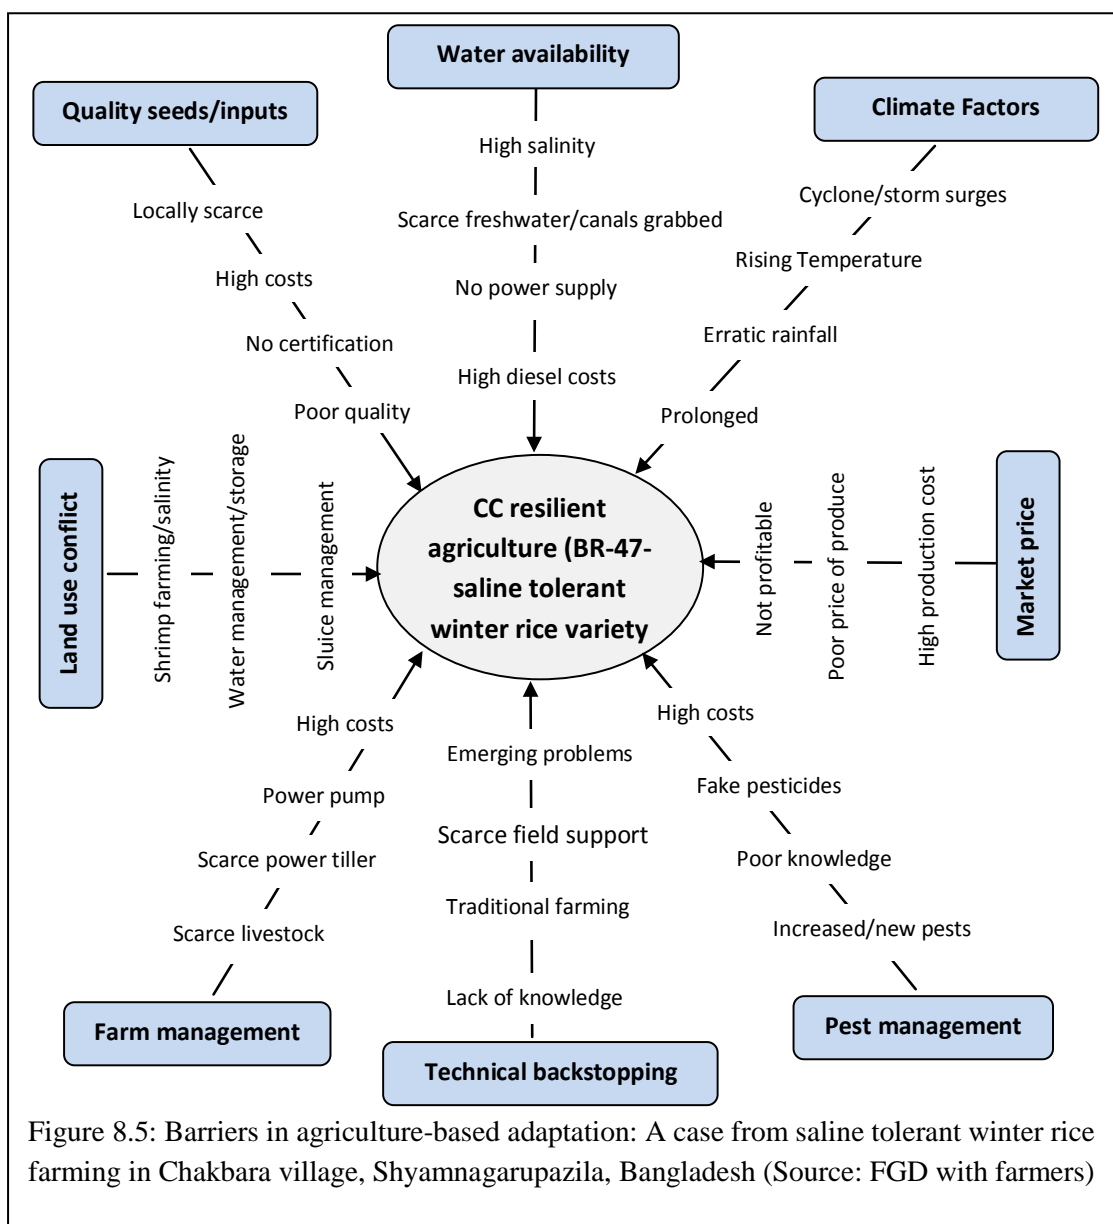 Water availability
High salinity
Scarce freshwater/canals grabbed
No power supply
High diesel costs
Quality seeds/inputs
Locally scarce
High costs
No certification
Poor quality
Climate Factors
Cyclone/storm surges
Rising Temperature
Erratic rainfall
Prolonged
Land use conflict
Shrimp farming/salinity
Water management/storage
Sluice management
CC resilient
agriculture (BR-47-
saline tolerant
winter rice variety
Not profitable
Poor price of produce
High production cost
Market price
High costs
Power pump
Scarce power tiller
Scarce livestock
Farm management
Emerging problems
Scarce field support
Traditional farming
Lack of knowledge
Technical backstopping
High costs
Fake pesticides
Poor knowledge
Increased/new pests
Pest management
Figure 8.5: Barriers in agriculture-based adaptation: A case from saline tolerant winter rice
farming in Chakbara village, Shyamnagarupazila, Bangladesh (Source: FGD with farmers)